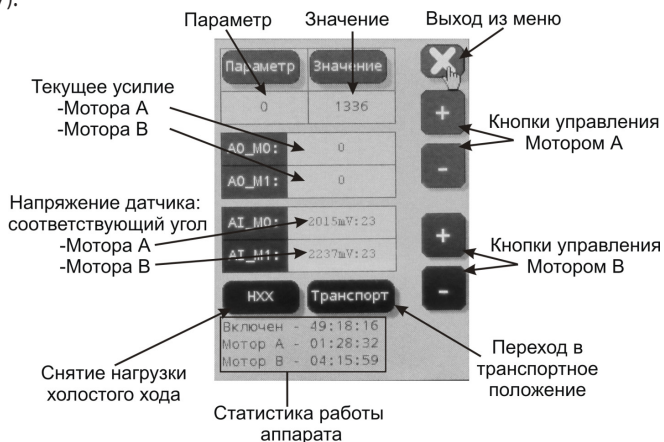 ).
Параметр
Значение
Выход из меню
Параметр
Значение
0
1336
Текущее усилие
-Мотора А
-Мотора В
AO_M0:
0
AO_M1:
0
+
-
Кнопки управления
Мотором А
Напряжение датчика:
соответствующий угол
-Мотора А
-Мотора В
AI_M0:
2015mV:23
AI_M1:
2237mV:23
+
-
Кнопки управления
Мотором В
НХХ
Транспорт
Включен - 49:18:16
Мотор А - 01:28:32
Мотор В - 04:15:59
Снятие нагрузки
холостого хода
Переход в
транспортное
положение
Статистика работы
аппарата